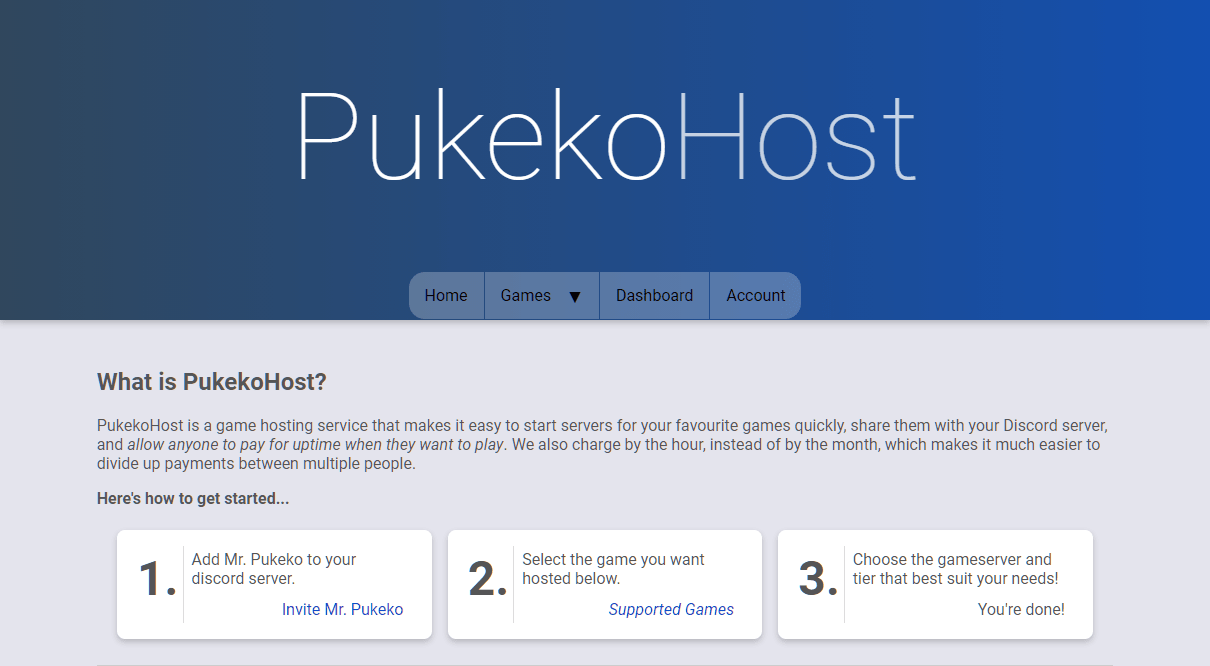 PukekoHost
Home Games ▼ Dashboard Account
What is PukekoHost?
PukekoHost is a game hosting service that makes it easy to start servers for your favourite games quickly, share them with your Discord server,
and allow anyone to pay for uptime when they want to play. We also charge by the hour, instead of by the month, which makes it much easier to
divide up payments between multiple people.
Here's how to get started...
1.
Add Mr. Pukeko to your
discord server.
Invite Mr. Pukeko
2.
Select the game you want
hosted below.
Supported Games
3.
Choose the gameserver and
tier that best suit your needs!
You're done!